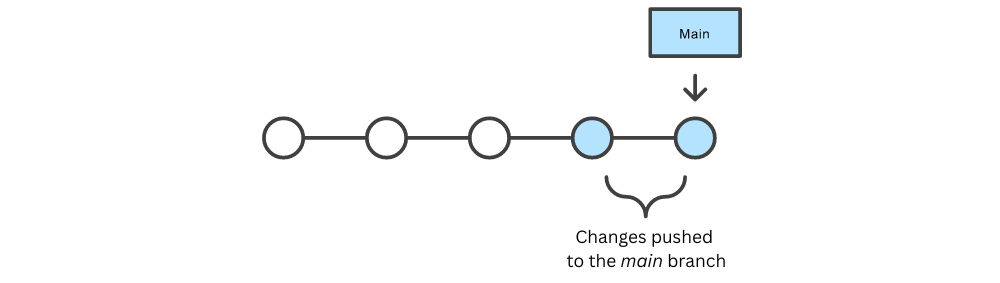 Main
Changes pushed
to the main branch